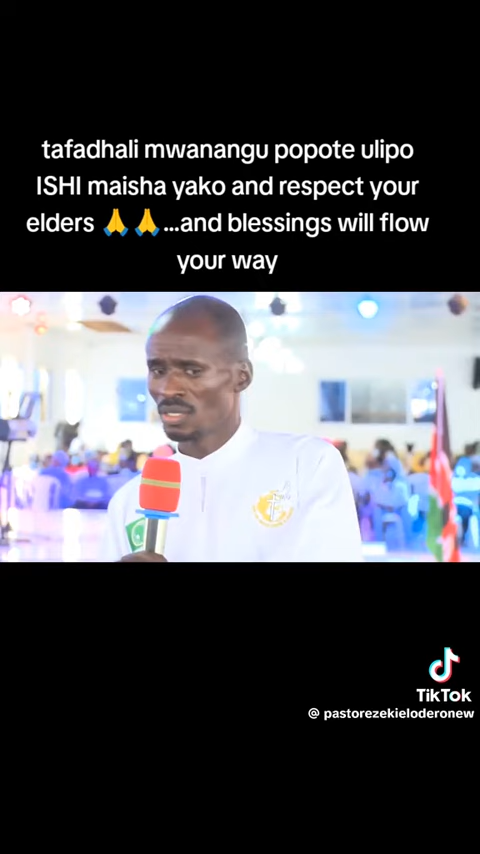 tafadhali mwanangu popote ulipo
ISHI maisha yako and respect your
elders 🙏🙏...and blessings will flow
your way
TikTok
@ pastorezekieloderonew